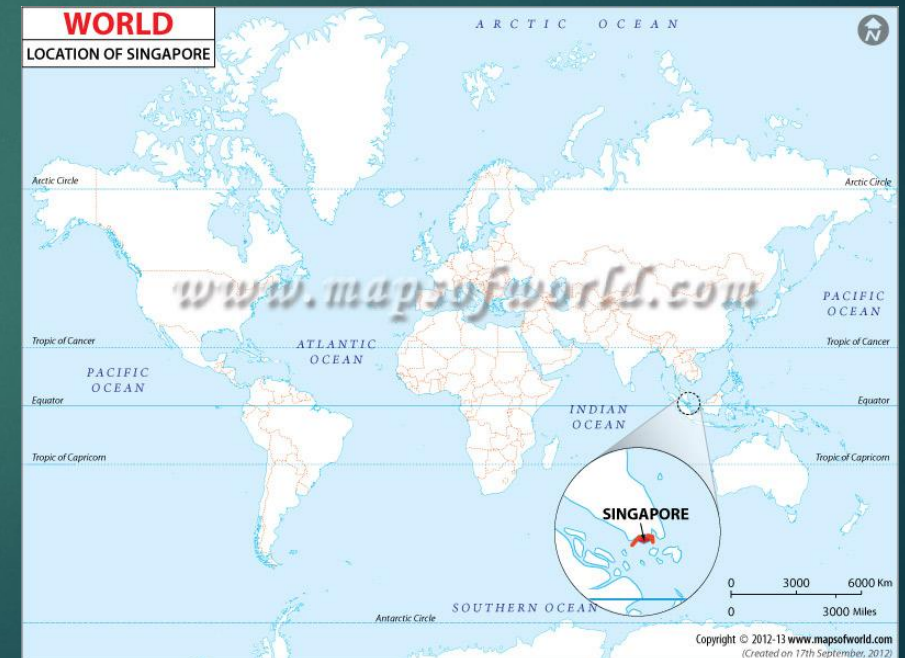 WORLD
LOCATION OF SINGAPORE
ARCTIC OCEAN
N
Arctic Circle
Arctic Circle
www.mapsofworld.com
PACIFIC
OCEAN
Tropic of Cancer
ATLANTIC
OCEAN
Tropic of Cancer
PACIFIC
OCEAN
Equator
INDIAN
OCEAN
Equator
Tropic of Capricorn
Tropic of Capricorn
SINGAPORE
0 3000 6000 Km
0 3000 Miles
SOUTHERN OCEAN
Antarctic Circle
Copyright © 2012-13 www.mapsofworld.com
(Created on 17th September, 2012)